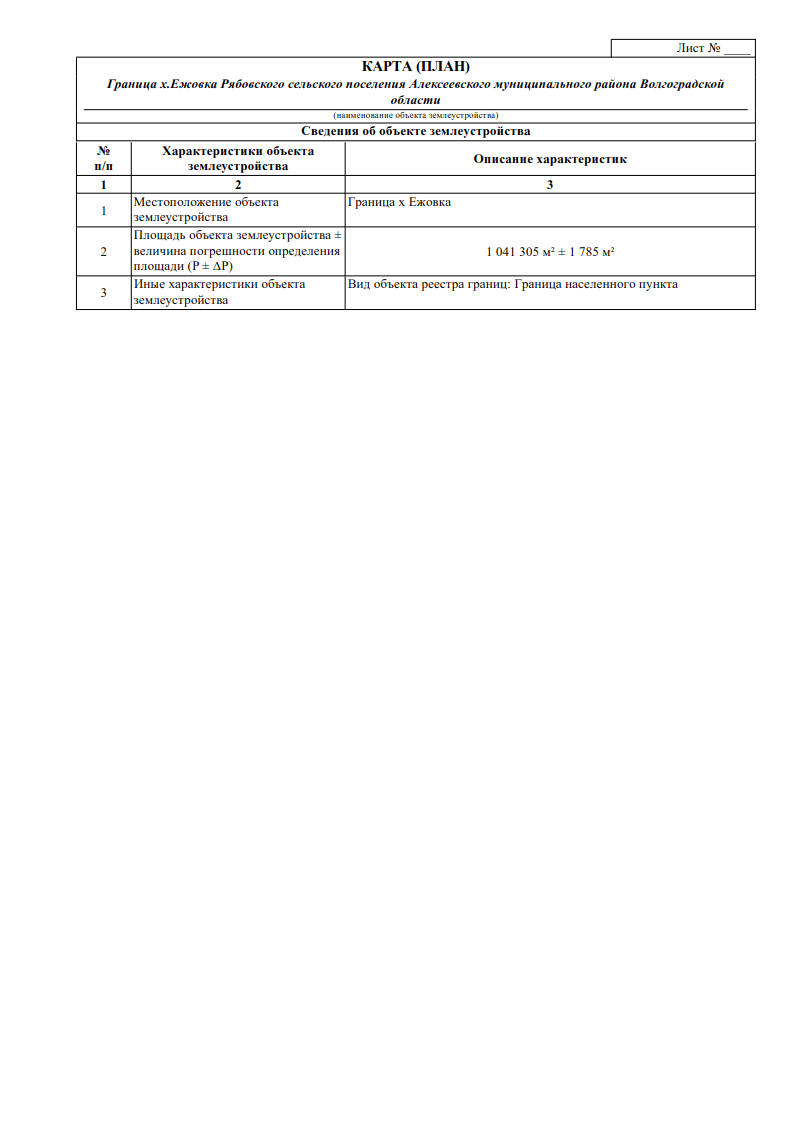 Лист № ____
КАРТА (ПЛАН)
Граница х.Ежовка Рябовского сельского поселения Алексеевского муниципального района Волгоградской
области
(наименование объекта землеустройства)
Сведения об объекте землеустройства
№
п/п
Характеристики объекта
землеустройства
Описание характеристик
1 2 3
1
Местоположение объекта
землеустройства
Граница х Ежовка
2
Площадь объекта землеустройства ±
величина погрешности определения
площади (Р ± ΔР)
1 041 305 м² ± 1 785 м²
3
Иные характеристики объекта
землеустройства
Вид объекта реестра границ: Граница населенного пункта